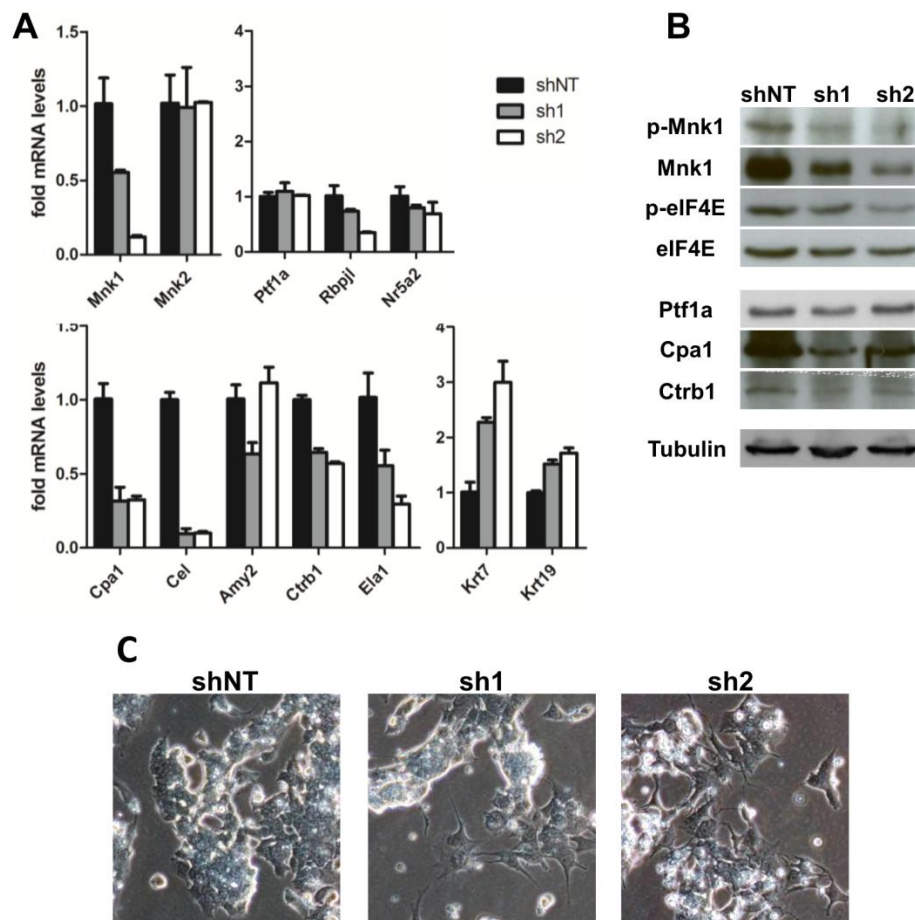 A
fold mRNA levels
1.5
1.0
0.5
0.0
Mnk1
Mnk2
4
3
2
1
0
Ptf1a
Rbpjl
Nr5a2
shNT
sh1
sh2
fold mRNA levels
1.5
1.0
0.5
0.0
Cpa1
Cel
Amy2
Ctrb1
Ela1
4
3
2
1
0
Krt7
Krt19
B
shNT sh1 sh2
p-Mnk1
Mnk1
p-eIF4E
eIF4E
Ptf1a
Cpa1
Ctrb1
Tubulin
C
shNT sh1 sh2